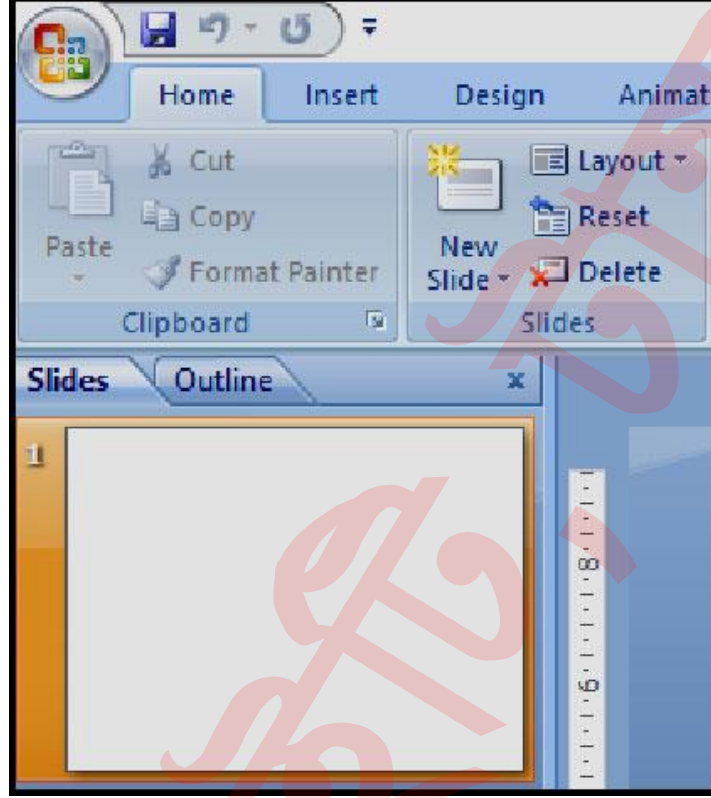 Home Insert Design Animat
Cut Layout
Copy Reset
Paste New
Format Painter Slide Delete
Clipboard Slides
Slides Outline
1
8
6